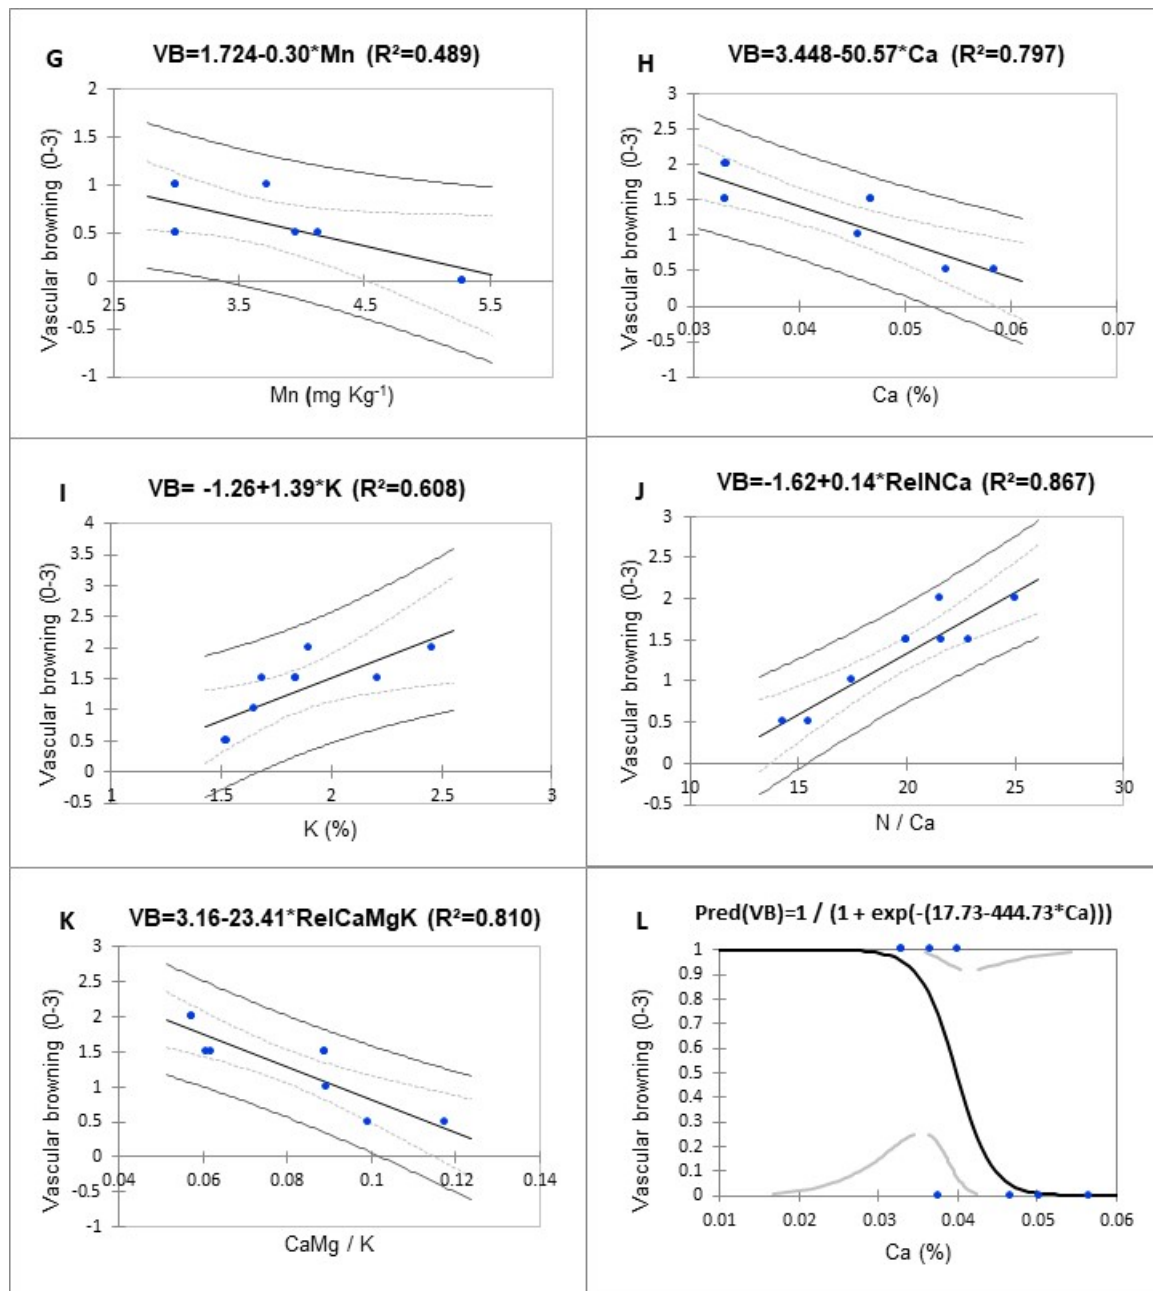 G
VB=1.724-0.30*Mn (R²=0.489)
2
1.5
1
0.5
0
-0.5
-1
2.5 3.5 4.5 5.5
Vascular browning (0-3)
Mn (mg Kg⁻¹)
H
VB=3.448-50.57*Ca (R²=0.797)
3
2.5
2
1.5
1
0.5
0
-0.5
-1
0.03 0.04 0.05 0.06 0.07
Vascular browning (0-3)
Ca (%)
I
VB= -1.26+1.39*K (R²=0.608)
4
3.5
3
2.5
2
1.5
1
0.5
0
-0.5
1 1.5 2 2.5 3
Vascular browning (0-3)
K (%)
J
VB=-1.62+0.14*RelNCa (R²=0.867)
3
2.5
2
1.5
1
0.5
0
-0.5
10 15 20 25 30
Vascular browning (0-3)
N / Ca
K
VB=3.16-23.41*RelCaMgK (R²=0.810)
3
2.5
2
1.5
1
0.5
0
-0.5
-1
0.04 0.06 0.08 0.1 0.12 0.14
Vascular browning (0-3)
CaMg / K
L
Pred(VB)=1 / (1 + exp(-(17.73-444.73*Ca)))
1
0.9
0.8
0.7
0.6
0.5
0.4
0.3
0.2
0.1
0
0.01 0.02 0.03 0.04 0.05 0.06
Vascular browning (0-3)
Ca (%)